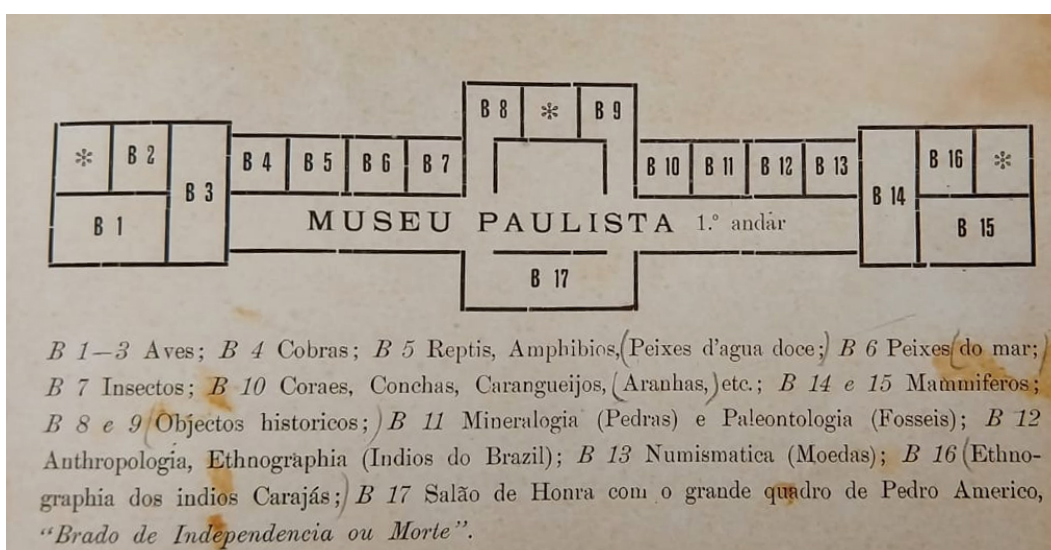 B 8 * B 9
* B 2 B 3 B 4 B 5 B 6 B 7 B 10 B 11 B 12 B 13 B 14 B 16 *
B 1 MUSEU PAULISTA 1.º andár B 15
B 17
B 1—3 Aves; B 4 Cobras; B 5 Reptis, Amphibios, (Peixes d'agua doce;) B 6 Peixes (do mar;)
B 7 Insectos; B 10 Coraes, Conchas, Carangueijos, (Aranhas,) etc.; B 14 e 15 Mammiferos;
B 8 e 9 (Objectos historicos;) B 11 Mineralogia (Pedras) e Paleontologia (Fosseis); B 12
Anthropologia, Ethnographia (Indios do Brazil); B 13 Numismatica (Moedas); B 16 (Ethno-
graphia dos indios Carajás;) B 17 Salão de Honra com o grande quadro de Pedro Americo,
“Brado de Independencia ou Morte”.